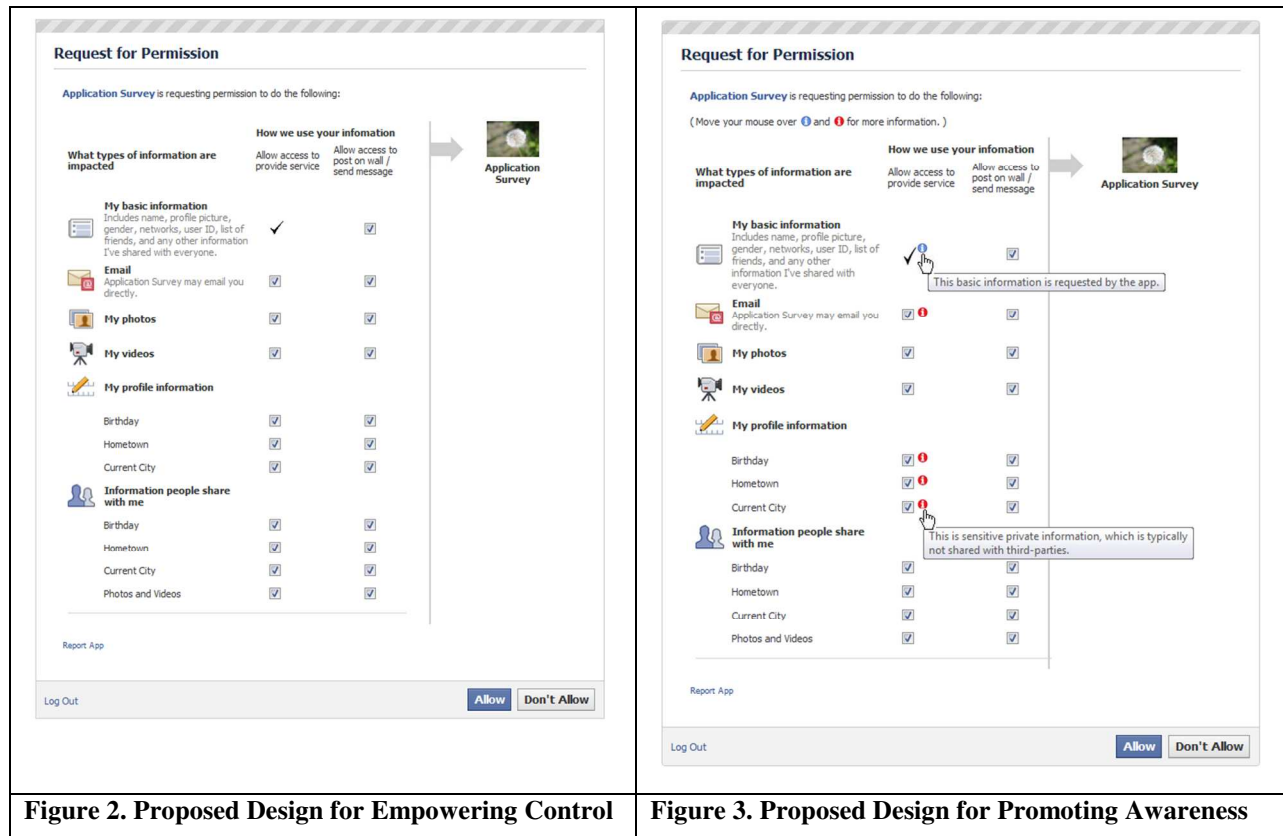 Request for Permission
Application Survey is requesting permission to do the following:
How we use your infomation
What types of information are
impacted
Allow access to
provide service
Allow access to
post on wall /
send message
Application
Survey
My basic information
Includes name, profile picture,
gender, networks, user ID, list of
friends, and any other information
I've shared with everyone.
Email
Application Survey may email you
directly.
My photos
My videos
My profile information
Birthday
Hometown
Current City
Information people share
with me
Birthday
Hometown
Current City
Photos and Videos
Report App
Log Out
Allow
Don't Allow
Figure 2. Proposed Design for Empowering Control
Request for Permission
Application Survey is requesting permission to do the following:
(Move your mouse over i and i for more information. )
How we use your infomation
What types of information are
impacted
Allow access to
provide service
Allow access to
post on wall /
send message
Application Survey
My basic information
Includes name, profile picture,
gender, networks, user ID, list of
friends, and any other
information I've shared with
everyone.
This basic information is requested by the app.
Email
Application Survey may email you
directly.
My photos
My videos
My profile information
Birthday
Hometown
Current City
This is sensitive private information, which is typically
not shared with third-parties.
Information people share
with me
Birthday
Hometown
Current City
Photos and Videos
Report App
Log Out
Allow
Don't Allow
Figure 3. Proposed Design for Promoting Awareness